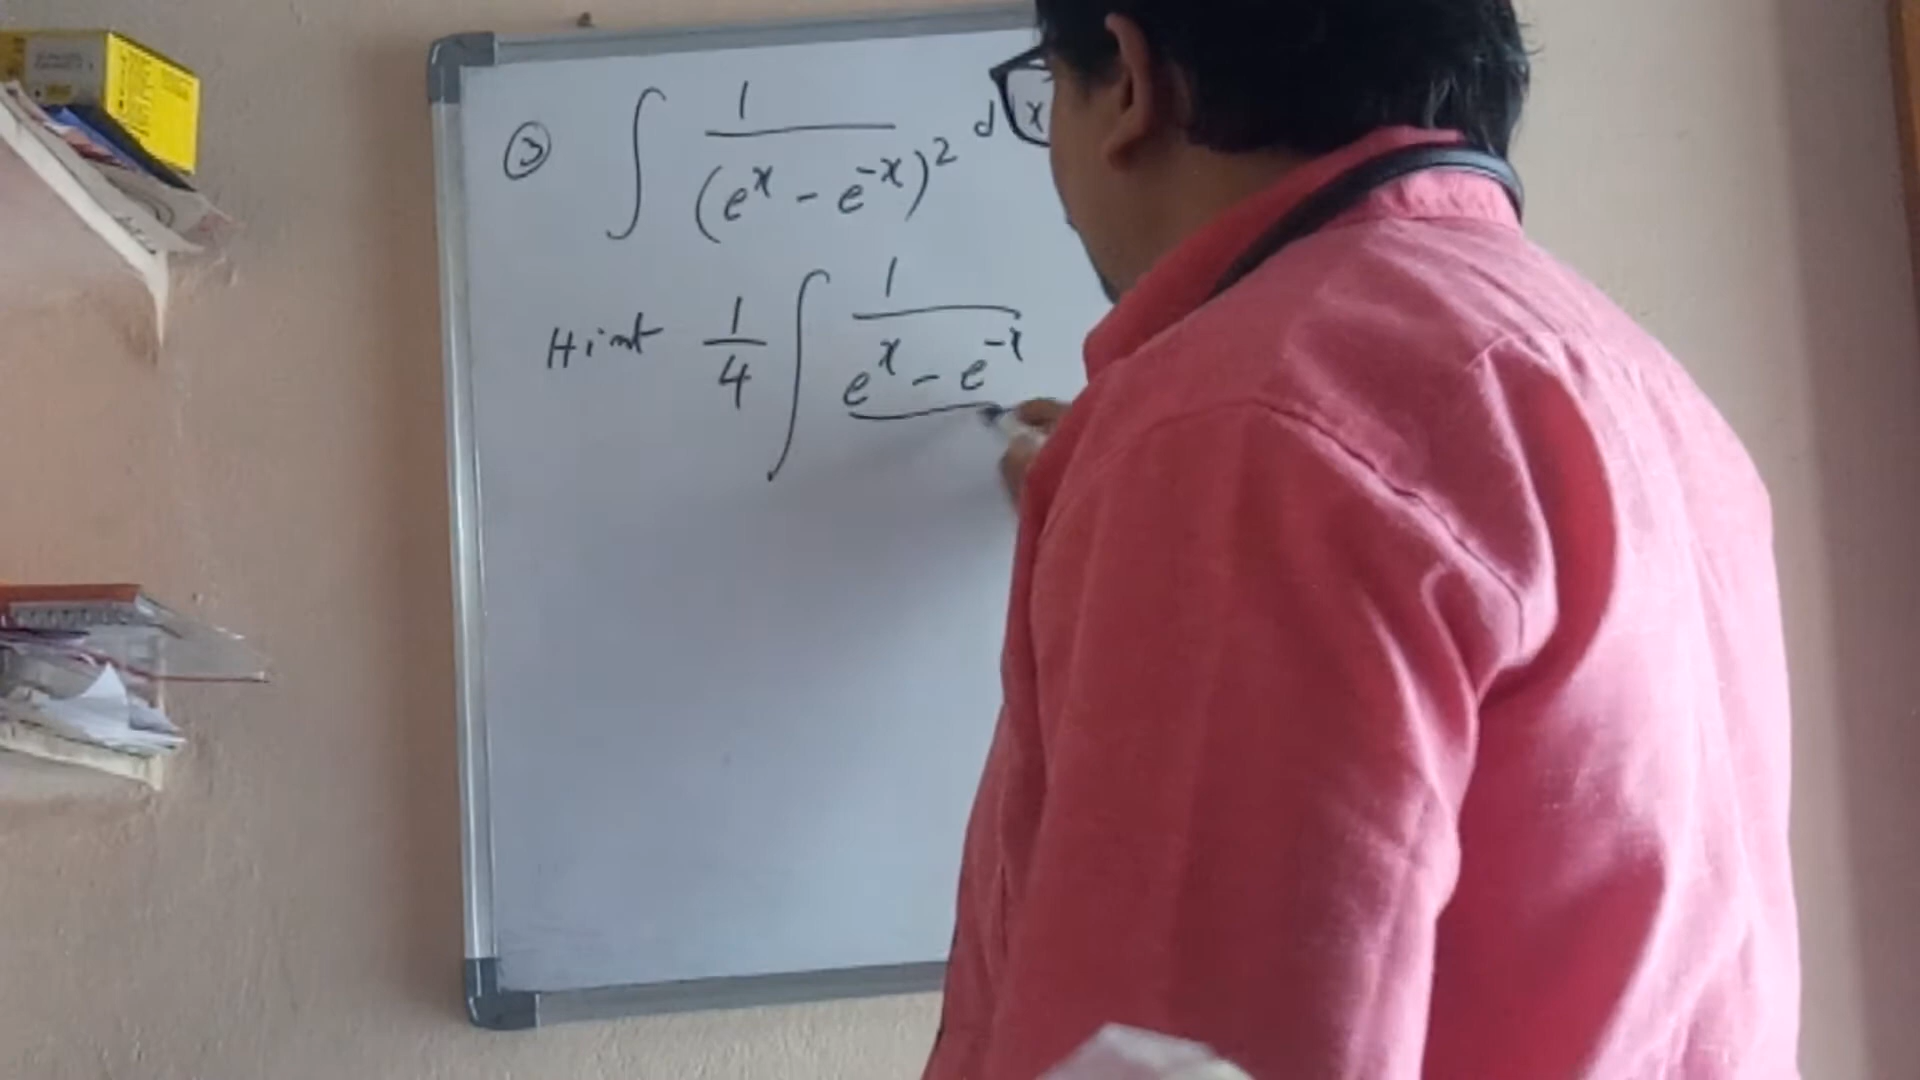 ③ ∫ 1/(e^x - e^-x)^2 dx
Hint 1/4 ∫ 1/(e^x - e^-x)